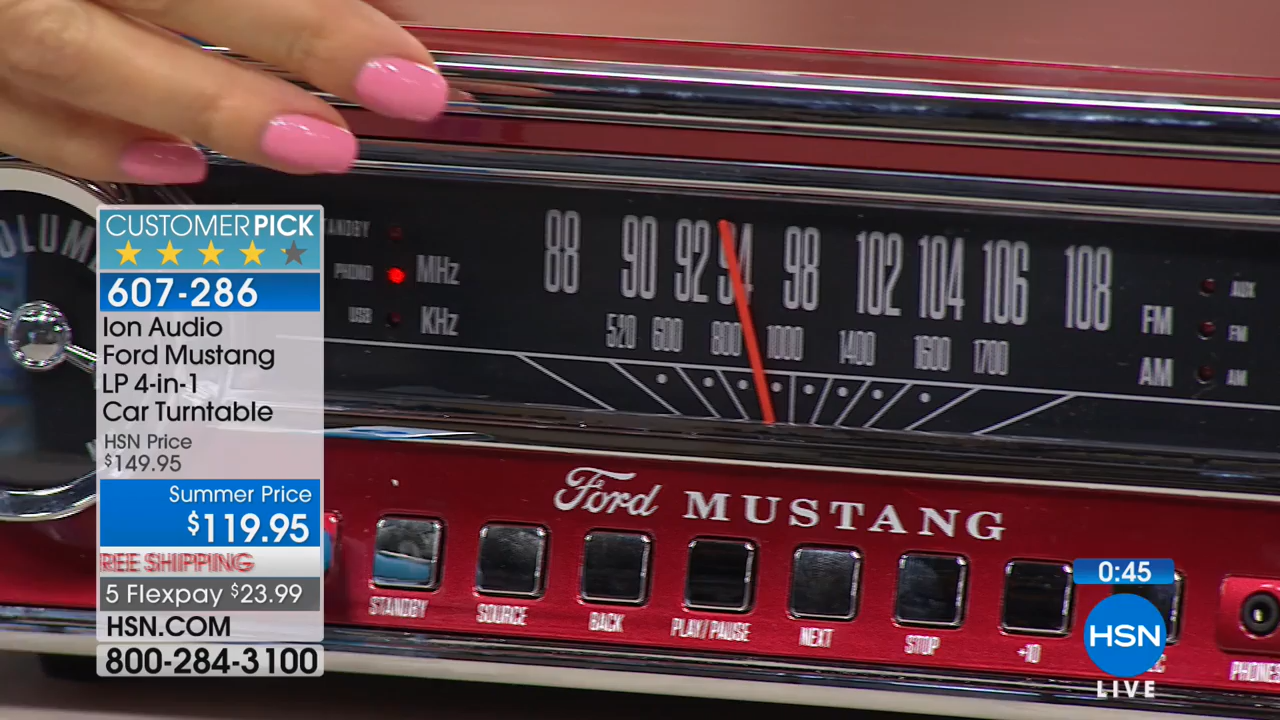 CUSTOMER PICK
607-286
Ion Audio
Ford Mustang
LP 4-in-1
Car Turntable
HSN Price
$149.95
Summer Price
$119.95
REE SHIPPING
5 Flexpay $23.99
HSN.COM
800-284-3100
OLUM
TANDBY
PHONO
USB
MHz
KHz
88 90 92 94 98 102 104 106 108
FM
520 600 800 1000 1400 1600 1700
AM
AUX
FM
AM
Ford MUSTANG
STANDBY SOURCE BACK PLAY/PAUSE NEXT STOP +10
PHONES
0:45
HSN
LIVE